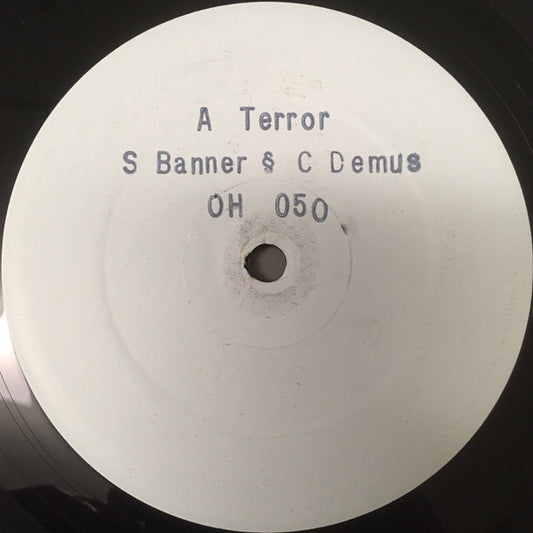 A Terror
S Banner § C Demus
OH 050